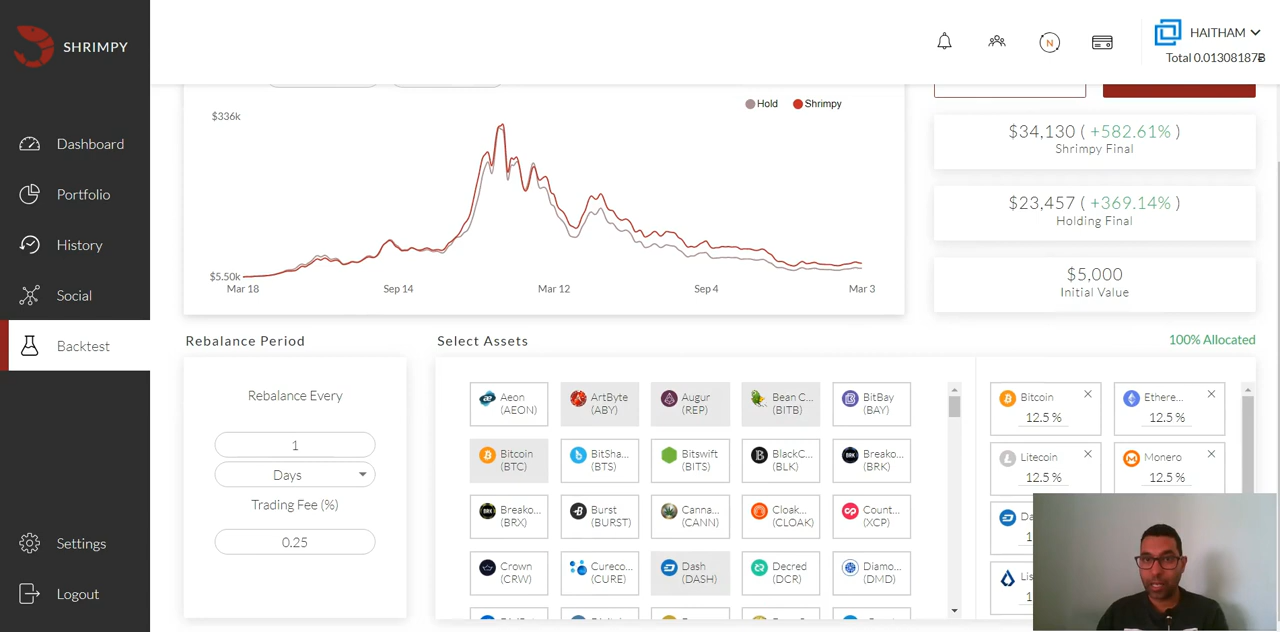 SHRIMPY
HAITHAM
Total 0.01308187₿
Dashboard
Portfolio
History
Social
Backtest
Settings
Logout
Hold
Shrimpy
$336k
$5.50k
Mar 18
Sep 14
Mar 12
Sep 4
Mar 3
$34,130 ( +582.61% )
Shrimpy Final
$23,457 ( +369.14% )
Holding Final
$5,000
Initial Value
Rebalance Period
Rebalance Every
1
Days
Trading Fee (%)
0.25
Select Assets
100% Allocated
Aeon
(AEON)
ArtByte
(ABY)
Augur
(REP)
Bean C...
(BITB)
BitBay
(BAY)
Bitcoin
(BTC)
BitSha...
(BTS)
Bitswift
(BITS)
BlackC...
(BLK)
Breako...
(BRK)
Breako...
(BRX)
Burst
(BURST)
Canna...
(CANN)
Cloak...
(CLOAK)
Count...
(XCP)
Crown
(CRW)
Cureco...
(CURE)
Dash
(DASH)
Decred
(DCR)
Diamo...
(DMD)
Bitcoin
12.5 %
Ethere...
12.5 %
Litecoin
12.5 %
Monero
12.5 %
Da
1
Lis
1